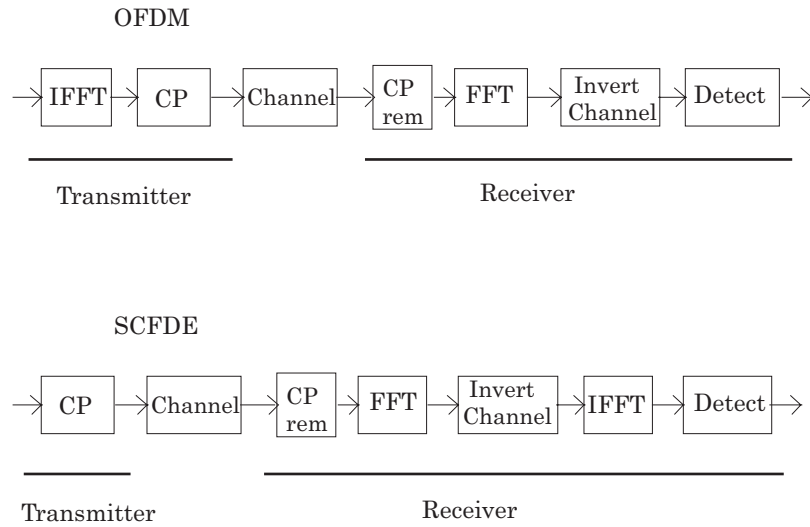 OFDM
IFFT
CP
Channel
CP
rem
FFT
Invert
Channel
Detect
Transmitter
Receiver
SCFDE
CP
Channel
CP
rem
FFT
Invert
Channel
IFFT
Detect
Transmitter
Receiver